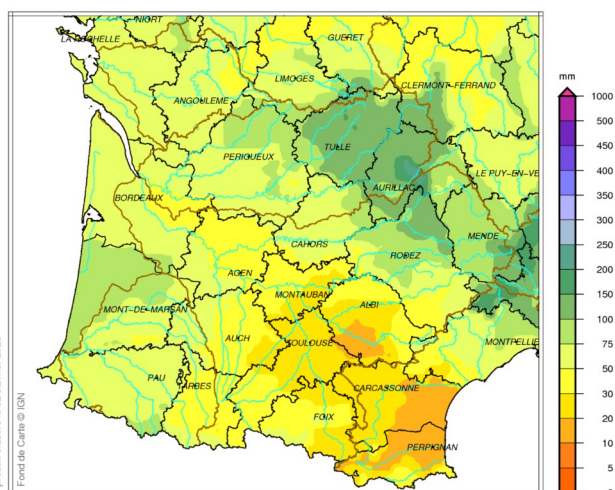 NIORT
LA ROCHELLE
GUERET
LIMOGES
CLERMONT-FERRAND
ANGOULEME
TULLE
PERIGUEUX
LE PUY-EN-VE
AURILLAC
BORDEAUX
MENDE
CAHORS
RODEZ
AGEN
MONTAUBAN
ALBI
MONT-DE-MARSAN
AUCH
TOULOUSE
MONTPELLIE
PAU
TARBES
CARCASSONNE
FOIX
PERPIGNAN
Fond de Carte © IGN
mm
1000
500
450
400
350
300
250
200
150
100
75
50
30
20
10
5